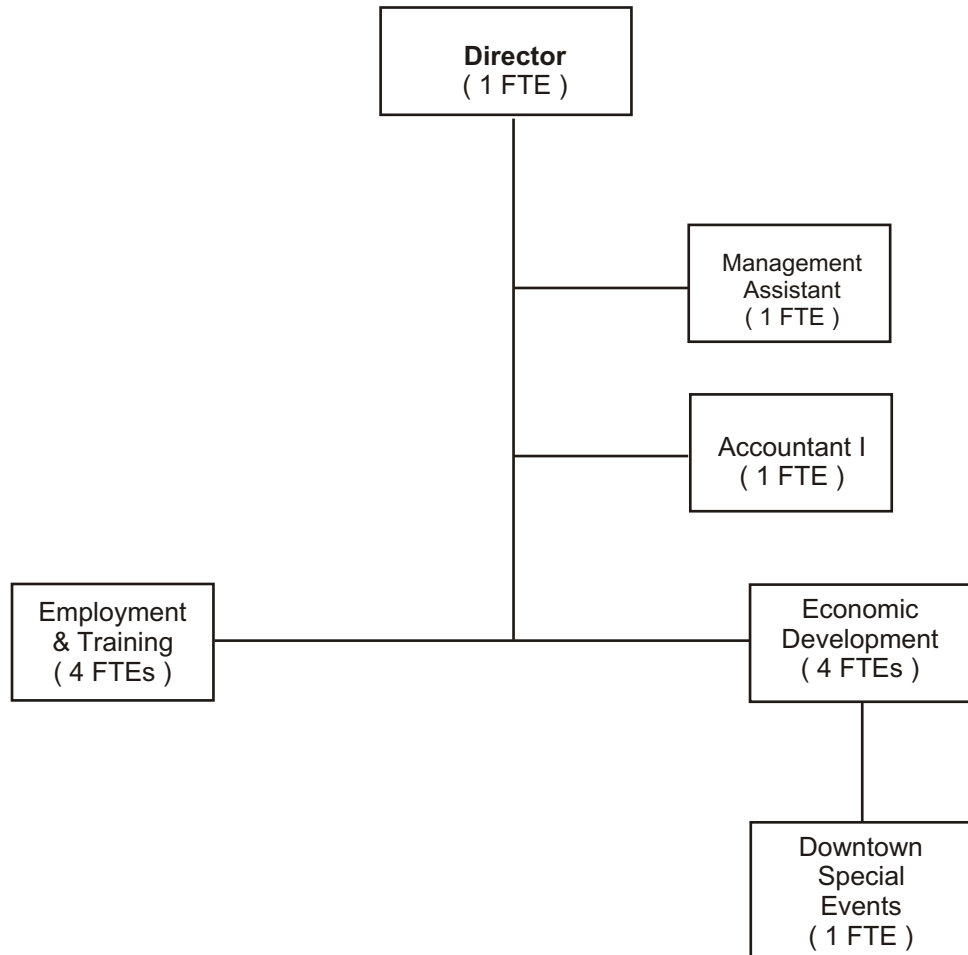 Director
( 1 FTE )
Management
Assistant
( 1 FTE )
Accountant I
( 1 FTE )
Employment
& Training
( 4 FTEs )
Economic
Development
( 4 FTEs )
Downtown
Special
Events
( 1 FTE )